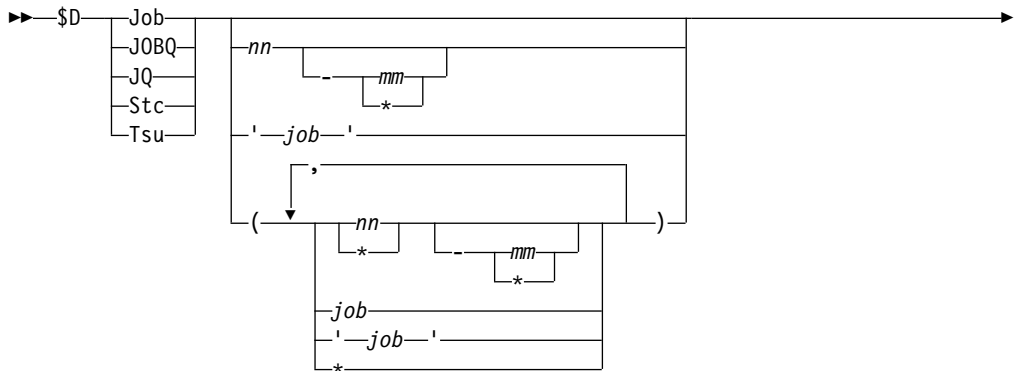 $D Job
JOBQ nn
JQ - mm
Stc *
Tsu ' job '
,
( nn )
* - mm
*
job
' job '
*